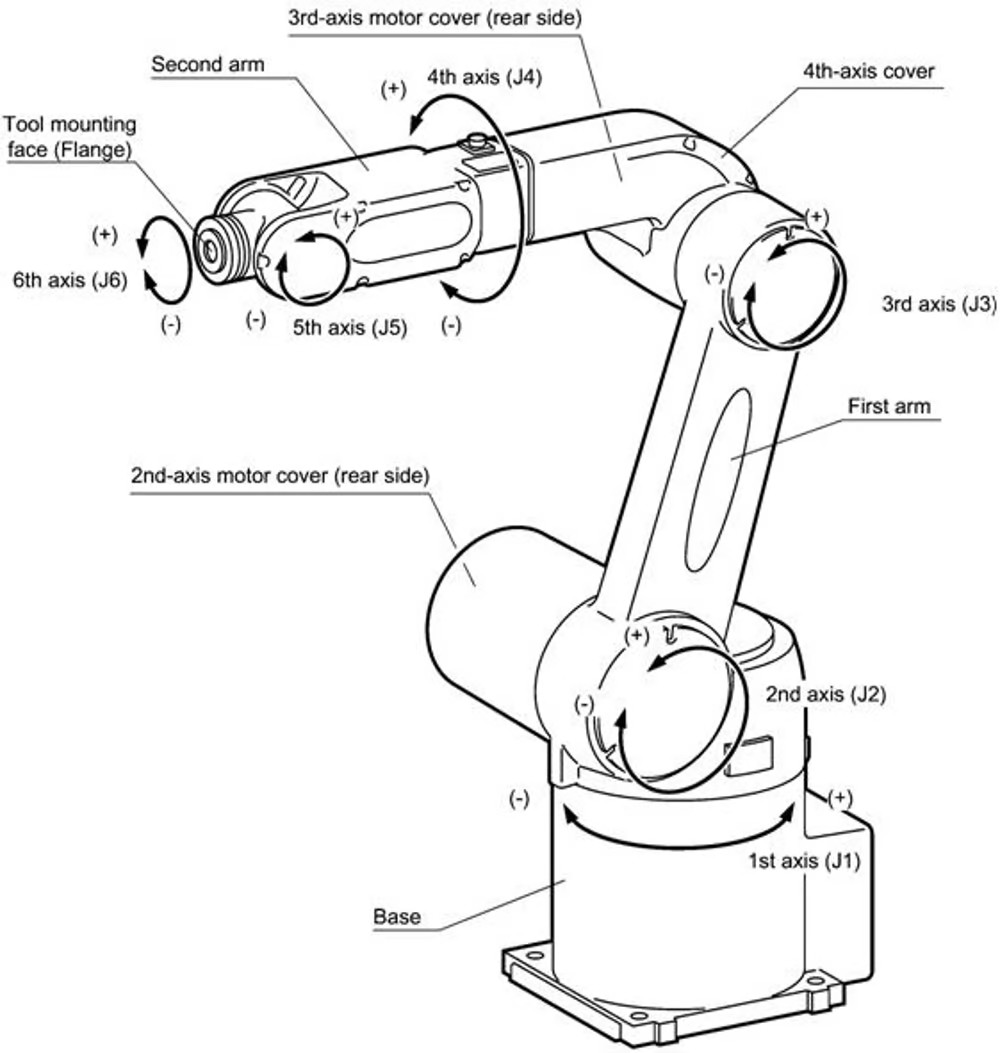 3rd-axis motor cover (rear side)
Second arm
4th axis (J4)
(+)
4th-axis cover
Tool mounting
face (Flange)
(+)
(+)
(+)
6th axis (J6)
(-)
(-)
3rd axis (J3)
(-)
5th axis (J5)
(-)
First arm
2nd-axis motor cover (rear side)
(+)
(-)
2nd axis (J2)
(-)
(+)
1st axis (J1)
Base